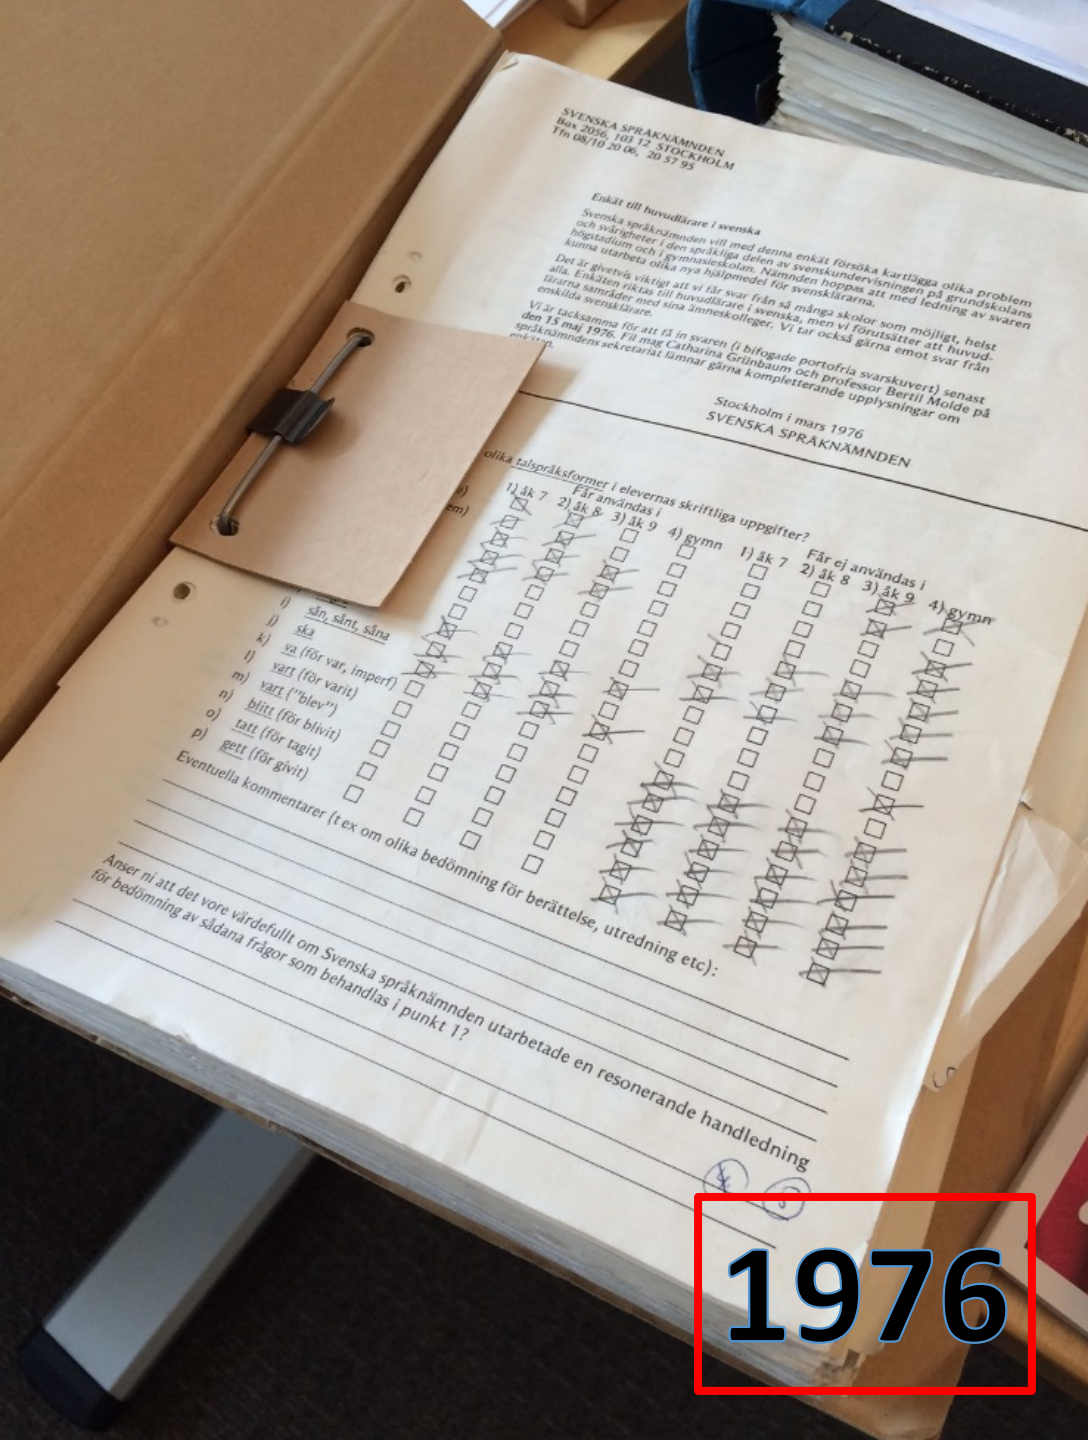 SVENSKA SPRÅKNÄMNDEN
Box 2056, 103 12 STOCKHOLM
Tfn 08/10 20 06, 20 57 95
Enkät till huvudlärare i svenska
Svenska språknämnden vill med denna enkät försöka kartlägga olika problem
och svårigheter i den språkliga delen av svenskundervisningen på grundskolans
högstadium och i gymnasieskolan. Nämnden hoppas att med ledning av svaren
kunna utarbeta olika nya hjälpmedel för svensklärarna.
Det är givetvis viktigt att vi får svar från så många skolor som möjligt, helst
alla. Enkäten riktas till huvudlärare i svenska, men vi förutsätter att huvud-
lärarna samråder med sina ämneskolleger. Vi tar också gärna emot svar från
enskilda svensklärare.
Vi är tacksamma för att få in svaren (i bifogade portofria svarskuvert) senast
den 15 maj 1976. Fil mag Catharina Grünbaum och professor Bertil Molde på
språknämndens sekretariat lämnar gärna kompletterande upplysningar om
Stockholm i mars 1976
SVENSKA SPRÅKNÄMNDEN
olika talspråksformer i elevernas skriftliga uppgifter?
Får användas i Får ej användas i
1) åk 7 2) åk 8 3) åk 9 4) gymn 1) åk 7 2) åk 8 3) åk 9 4) gymn
em)
i) sån, sånt, såna
j) ska
k) va (för var, imperf)
l) vart (för varit)
m) vart ("blev")
n) blitt (för blivit)
o) tatt (för tagit)
p) gett (för givit)
Eventuella kommentarer (t ex om olika bedömning för berättelse, utredning etc):
Anser ni att det vore värdefullt om Svenska språknämnden utarbetade en resonerande handledning
för bedömning av sådana frågor som behandlas i punkt 1?
1976